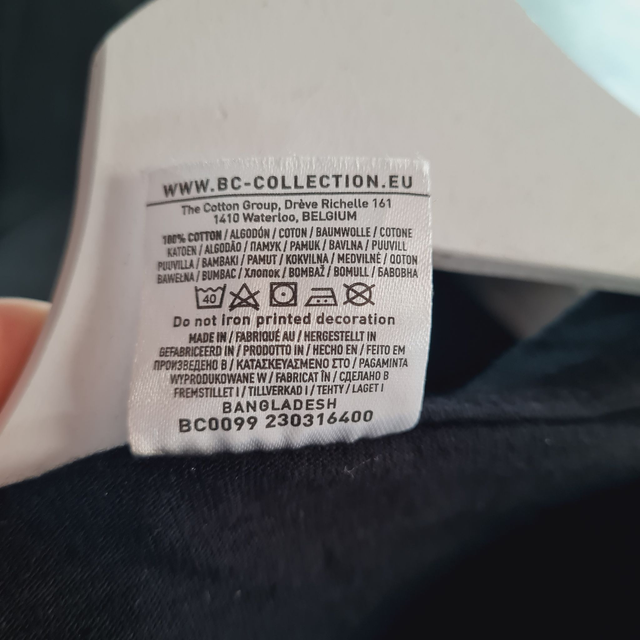 WWW.BC-COLLECTION.EU
The Cotton Group, Drève Richelle 161
1410 Waterloo, BELGIUM
100% COTTON / ALGODÓN / COTON / BAUMWOLLE / COTONE
KATOEN / ALGODÃO / ПАМУК / PAMUK / BAVLNA / PUUVILL
PUUVILLA / BAMBAKI / PAMUT / KOKVILNA / MEDVILNĖ / QOTON
BAWEŁNA / BUMBAC / Хлопок / BOMBAŽ / BOMULL / БАВОВНА
40
Do not iron printed decoration
MADE IN / FABRIQUÉ AU / HERGESTELLT IN
GEFABRICEERD IN / PRODOTTO IN / HECHO EN / FEITO EM
ПРОИЗВЕДЕНО В / ΚΑΤΑΣΚΕΥΑΣΜΕΝΟ ΣΤΟ / PAGAMINTA
WYPRODUKOWANE W / FABRICAT ÎN / СДЕЛАНО В
FREMSTILLET I / TILLVERKAD I / TEHTY / LAGET I
BANGLADESH
BC0099 230316400